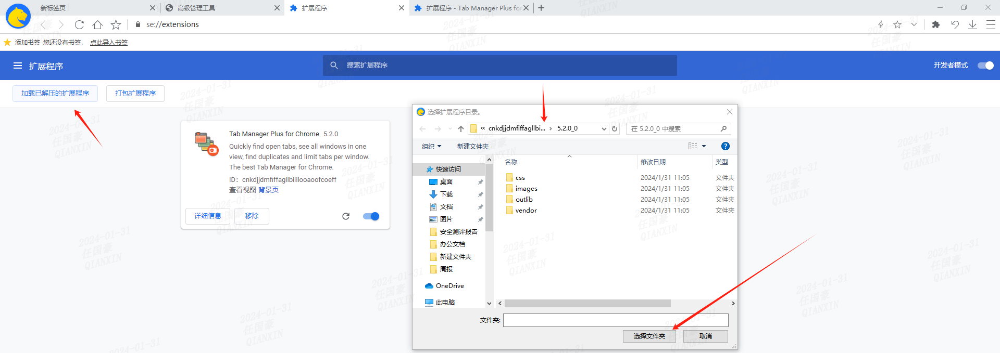 新标签页
高级管理工具
扩展程序
扩展程序 - Tab Manager Plus fo
se://extensions
添加书签 您还没有书签，
点此导入书签
扩展程序
搜索扩展程序
开发者模式
加载已解压的扩展程序
打包扩展程序
Tab Manager Plus for Chrome 5.2.0
Quickly find open tabs, see all windows in one
view, find duplicates and limit tabs per window.
The best Tab Manager for Chrome.
ID：cnkdjjdmfiffagllbiiilooaoofcoeff
查看视图 背景页
详细信息
移除
选择扩展程序目录。
« cnkdjjdmfiffagllbi... › 5.2.0_0
在 5.2.0_0 中搜索
组织
新建文件夹
快速访问
桌面
下载
文档
图片
安全测评报告
办公文档
新建文件夹
周报
OneDrive
此电脑
名称
修改日期
类型
css 2024/1/31 11:05 文件夹
images 2024/1/31 11:05 文件夹
outlib 2024/1/31 11:05 文件夹
vendor 2024/1/31 11:05 文件夹
文件夹:
选择文件夹
取消
2024-01-31
任国豪
QIANXIN